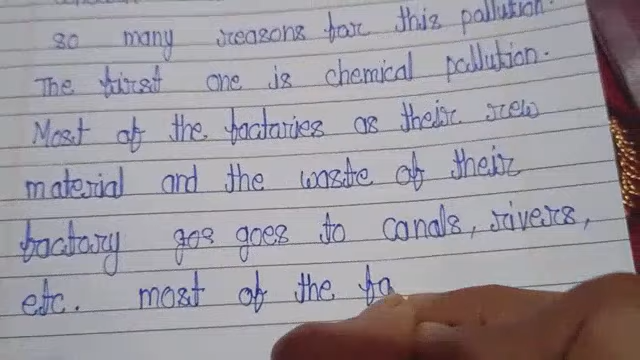 so many reasons for this pollution.
The first one is chemical pollution.
Most of the factories as their rew
material and the waste of their
factory gos goes to canals, rivers,
etc. most of the fa